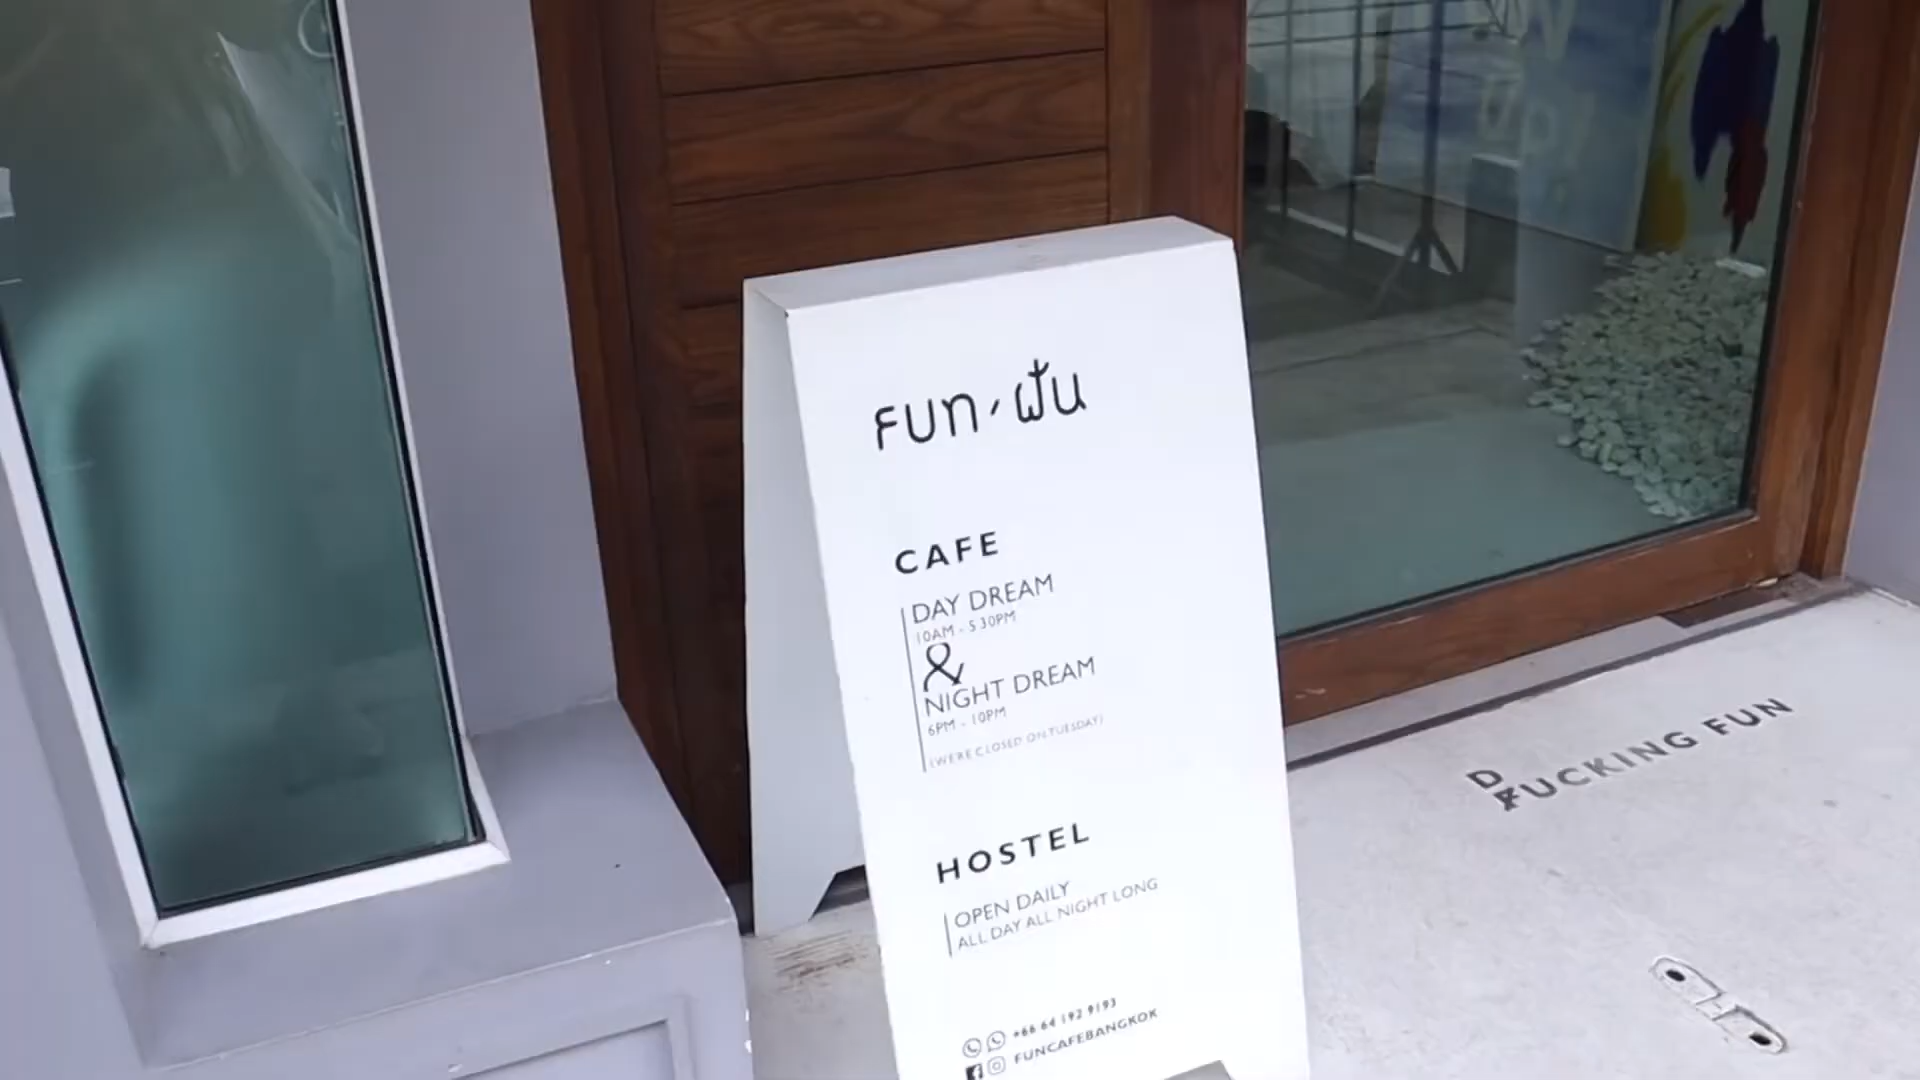 FUN, ฝัน
CAFE
DAY DREAM
10AM - 5 30PM
&
NIGHT DREAM
6PM - 10PM
(WERE CLOSED ON TUESDAY)
HOSTEL
OPEN DAILY
ALL DAY ALL NIGHT LONG
+66 64 192 9193
FUNCAFEBANGKOK
D
FUCKING FUN